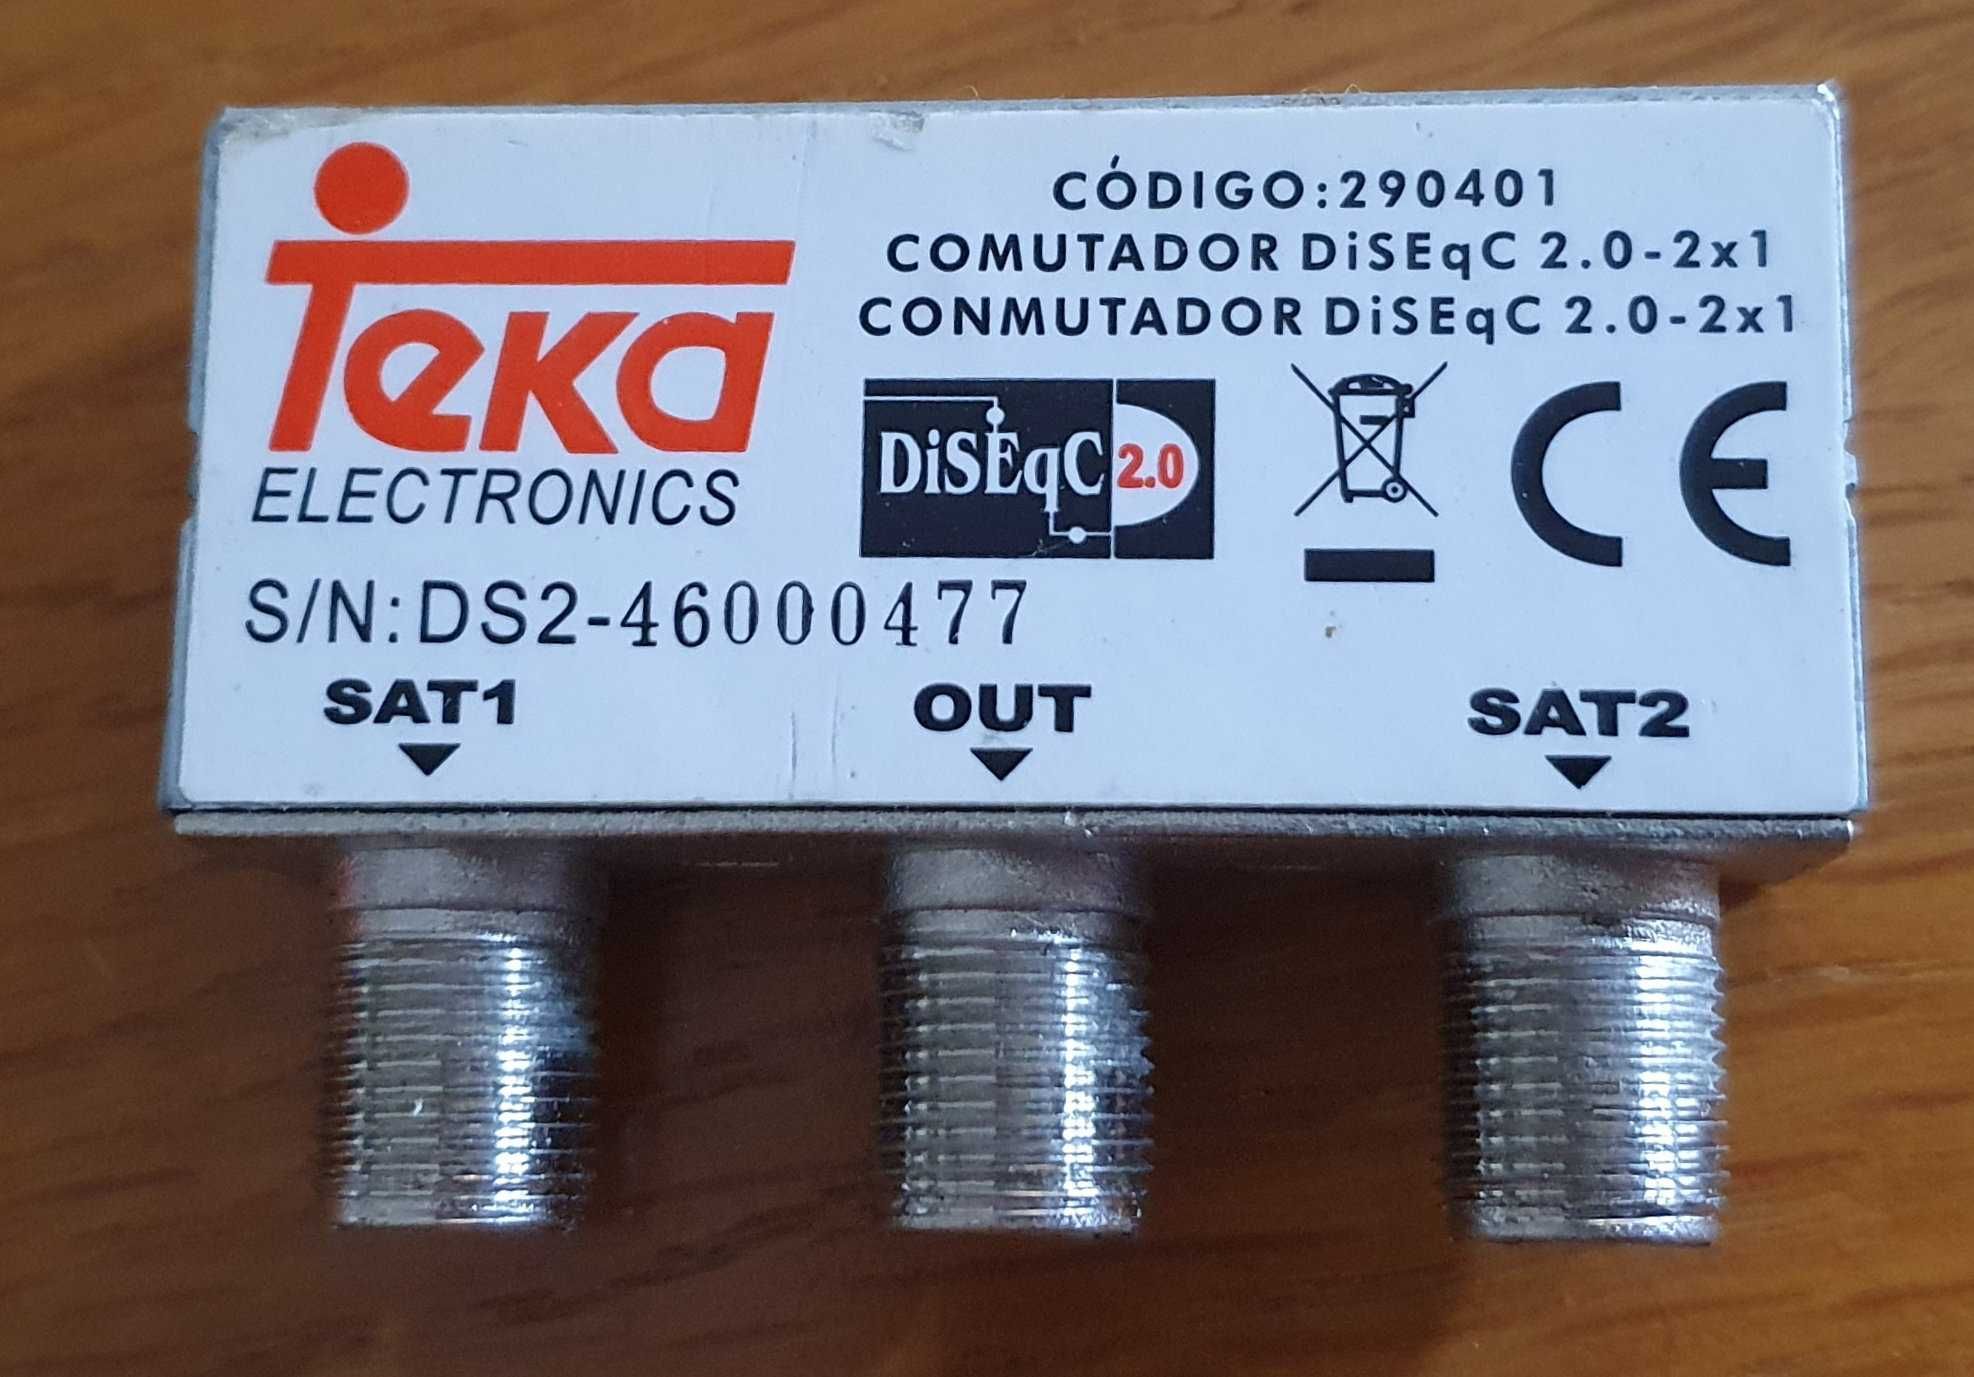 Teka
ELECTRONICS
CÓDIGO:290401
COMUTADOR DiSEqC 2.0-2x1
CONMUTADOR DiSEqC 2.0-2x1
DiSEqC 2.0
CE
S/N:DS2-46000477
SAT1
OUT
SAT2